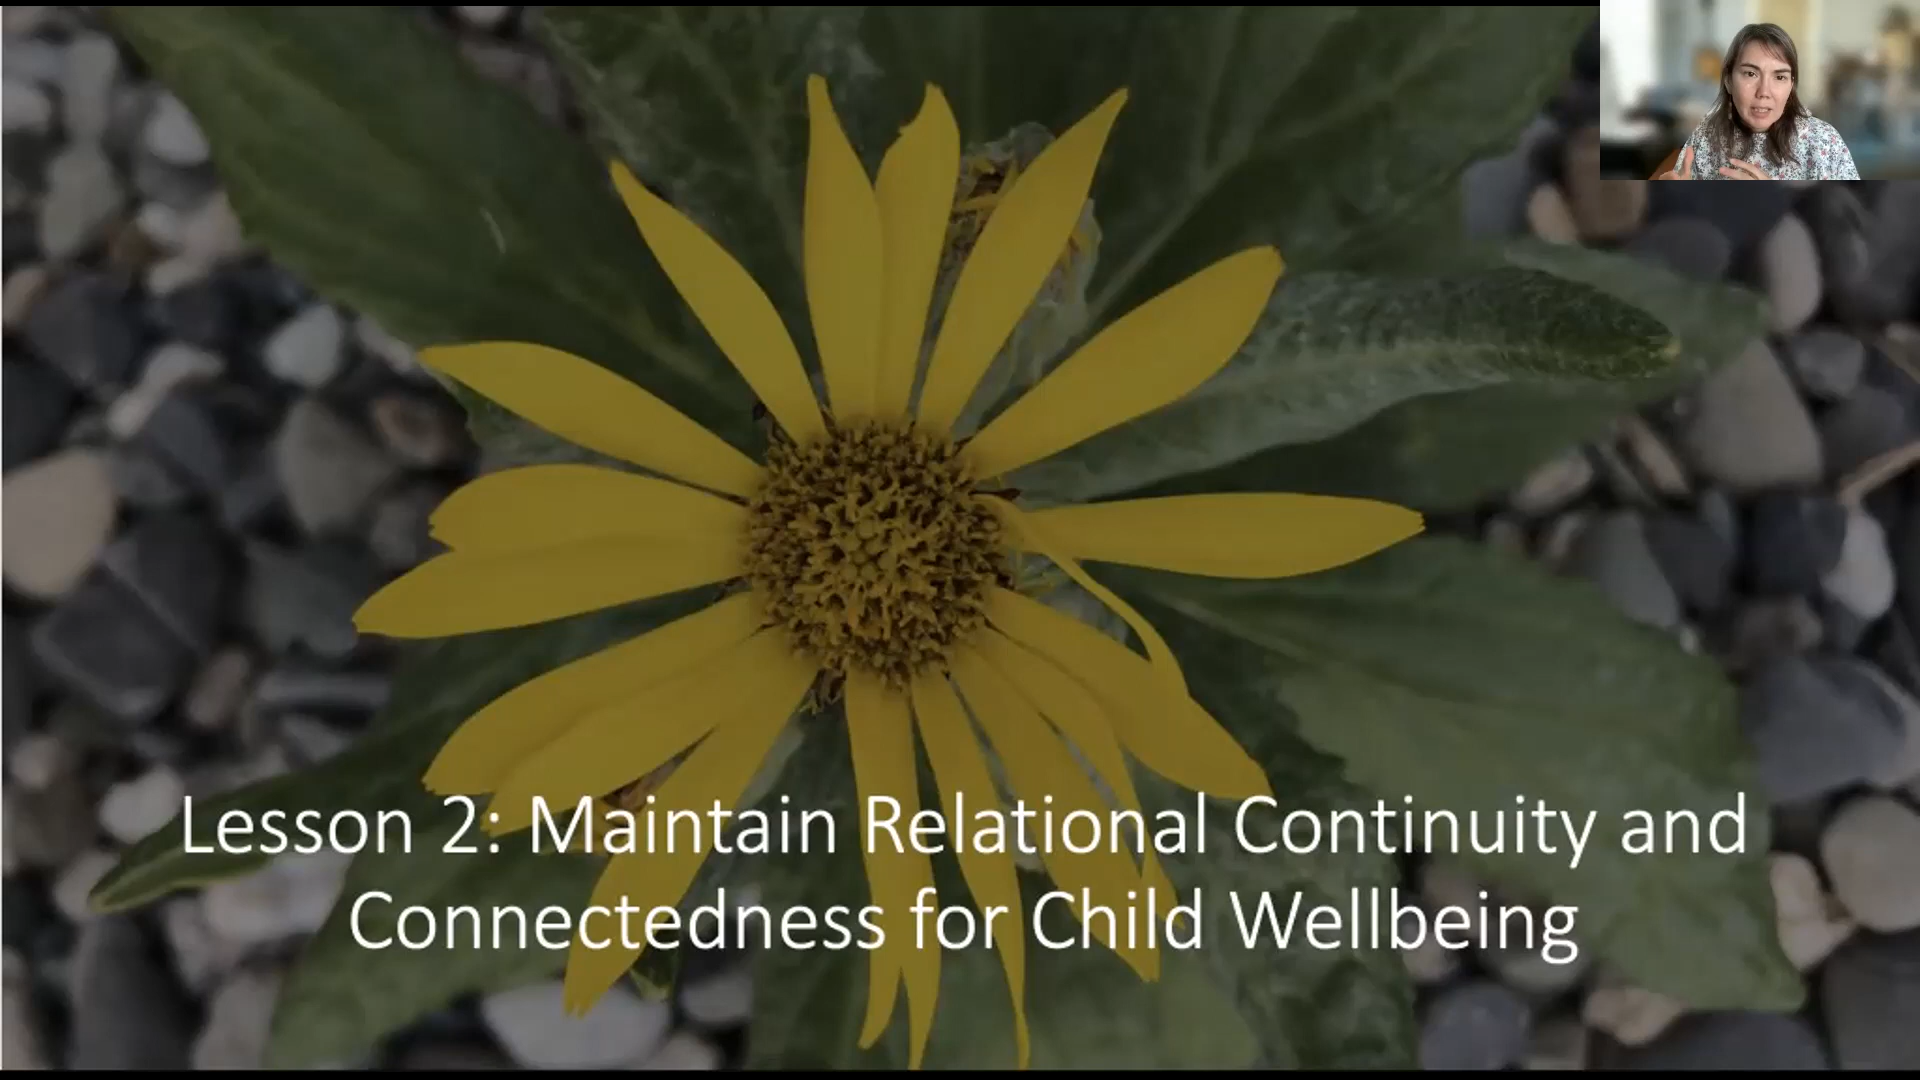 Lesson 2: Maintain Relational Continuity and
Connectedness for Child Wellbeing